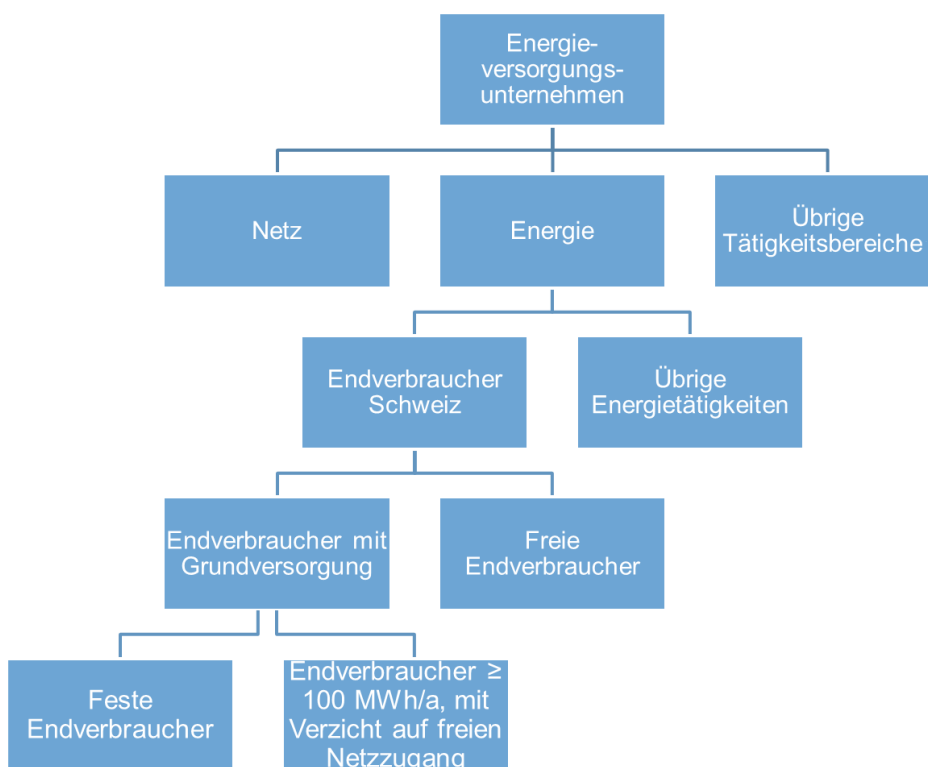 Energie-
versorgungs-
unternehmen
Netz
Energie
Übrige
Tätigkeitsbereiche
Endverbraucher
Schweiz
Übrige
Energietätigkeiten
Endverbraucher mit
Grundversorgung
Freie
Endverbraucher
Feste
Endverbraucher
Endverbraucher ≥
100 MWh/a, mit
Verzicht auf freien
Netzzugang